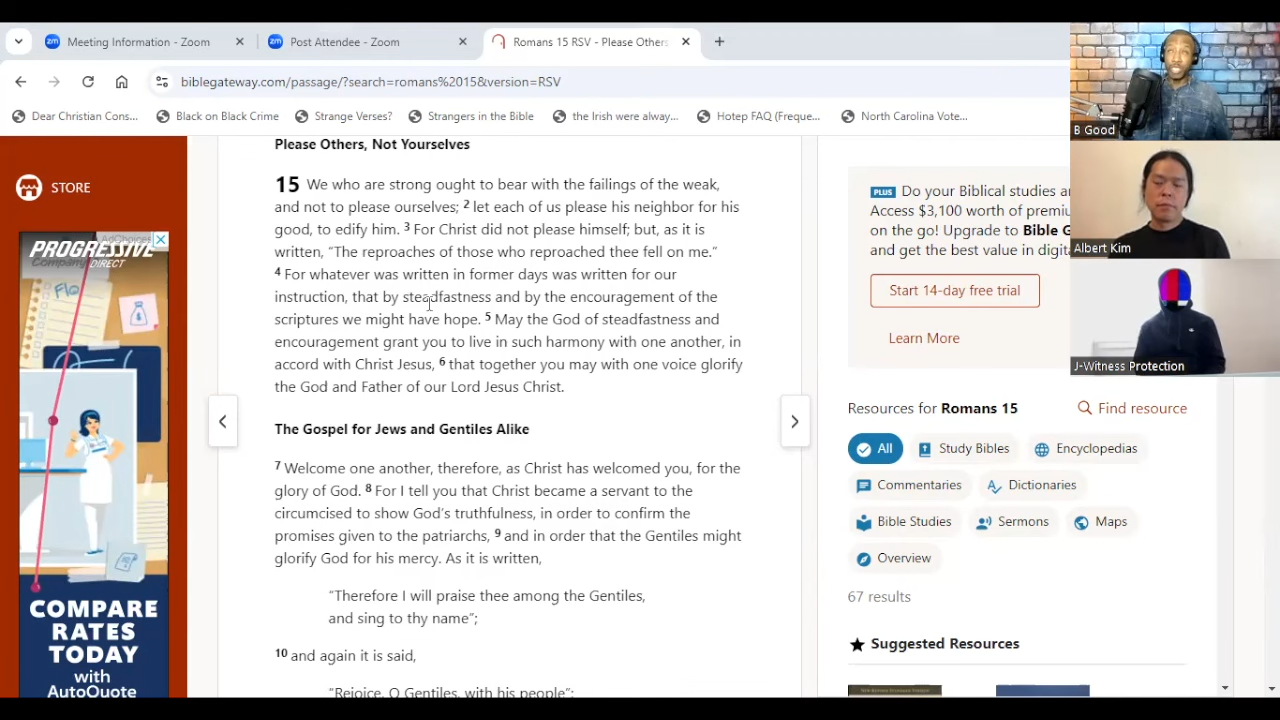 Meeting Information - Zoom
Post Attendee - Zoom
Romans 15 RSV - Please Others
biblegateway.com/passage/?search=romans%2015&version=RSV
Dear Christian Cons...
Black on Black Crime
Strange Verses?
Strangers in the Bible
the Irish were alway...
Hotep FAQ (Freque...
North Carolina Vote...
B Good
Albert Kim
J-Witness Protection
STORE
AdChoices
PROGRESSIVE
DIRECT
COMPARE
RATES
TODAY
with
AutoQuote
Please Others, Not Yourselves
15 We who are strong ought to bear with the failings of the weak,
and not to please ourselves; 2 let each of us please his neighbor for his
good, to edify him. 3 For Christ did not please himself; but, as it is
written, “The reproaches of those who reproached thee fell on me.”
4 For whatever was written in former days was written for our
instruction, that by steadfastness and by the encouragement of the
scriptures we might have hope. 5 May the God of steadfastness and
encouragement grant you to live in such harmony with one another, in
accord with Christ Jesus, 6 that together you may with one voice glorify
the God and Father of our Lord Jesus Christ.
The Gospel for Jews and Gentiles Alike
7 Welcome one another, therefore, as Christ has welcomed you, for the
glory of God. 8 For I tell you that Christ became a servant to the
circumcised to show God’s truthfulness, in order to confirm the
promises given to the patriarchs, 9 and in order that the Gentiles might
glorify God for his mercy. As it is written,
“Therefore I will praise thee among the Gentiles,
and sing to thy name”;
10 and again it is said,
“Rejoice, O Gentiles, with his people”;
PLUS Do your Biblical studies
Access $3,100 worth of
on the go! Upgrade to Bible
and get the best value in
Start 14-day free trial
Learn More
Resources for Romans 15
Find resource
All
Study Bibles
Encyclopedias
Commentaries
Dictionaries
Bible Studies
Sermons
Maps
Overview
67 results
Suggested Resources